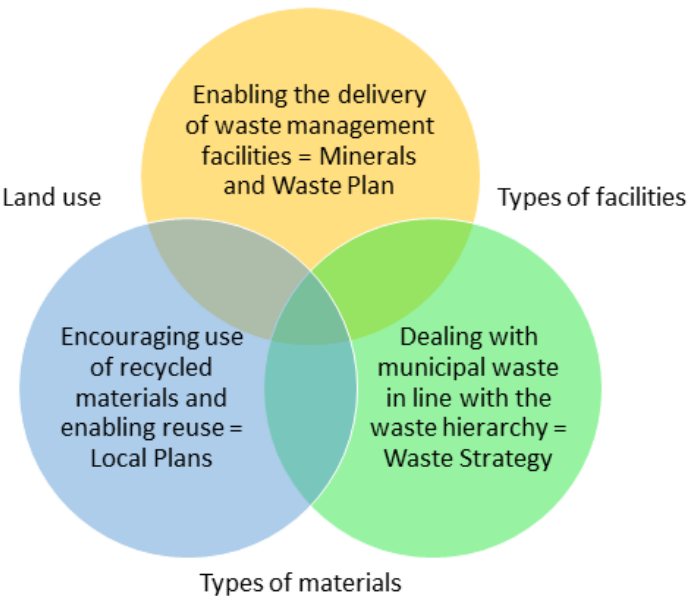 Enabling the delivery
of waste management
facilities = Minerals
and Waste Plan
Land use
Types of facilities
Encouraging use
of recycled
materials and
enabling reuse =
Local Plans
Dealing with
municipal waste
in line with the
waste hierarchy =
Waste Strategy
Types of materials